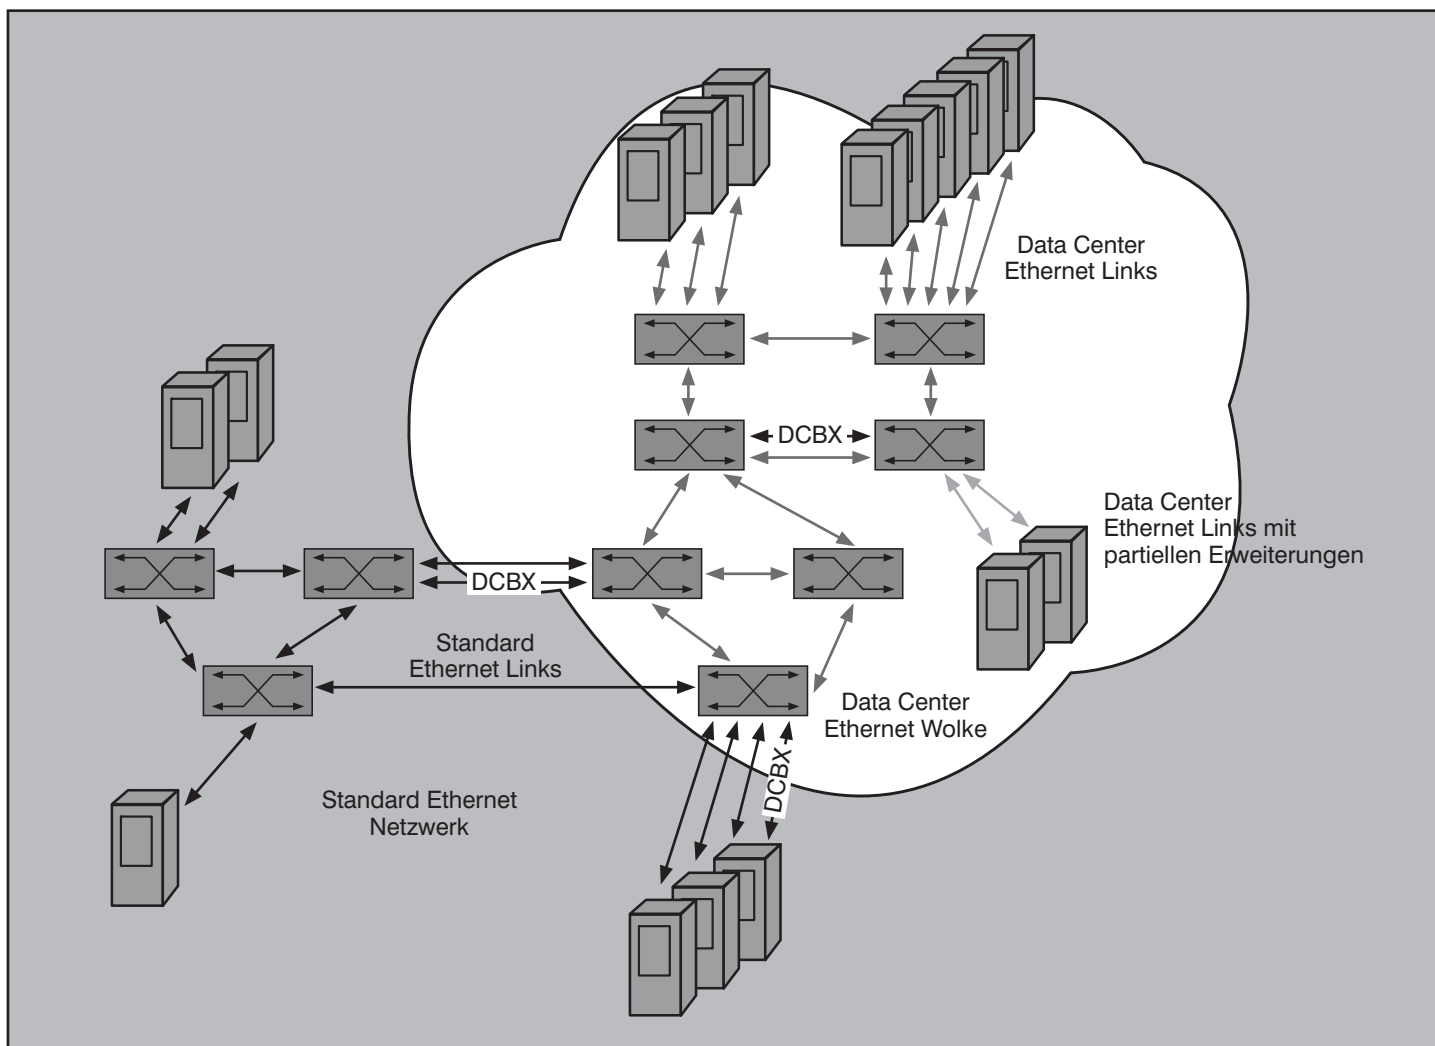 Data Center
Ethernet Links
DCBX
Data Center
Ethernet Links mit
partiellen Erweiterungen
DCBX
Standard
Ethernet Links
Data Center
Ethernet Wolke
DCBX
Standard Ethernet
Netzwerk